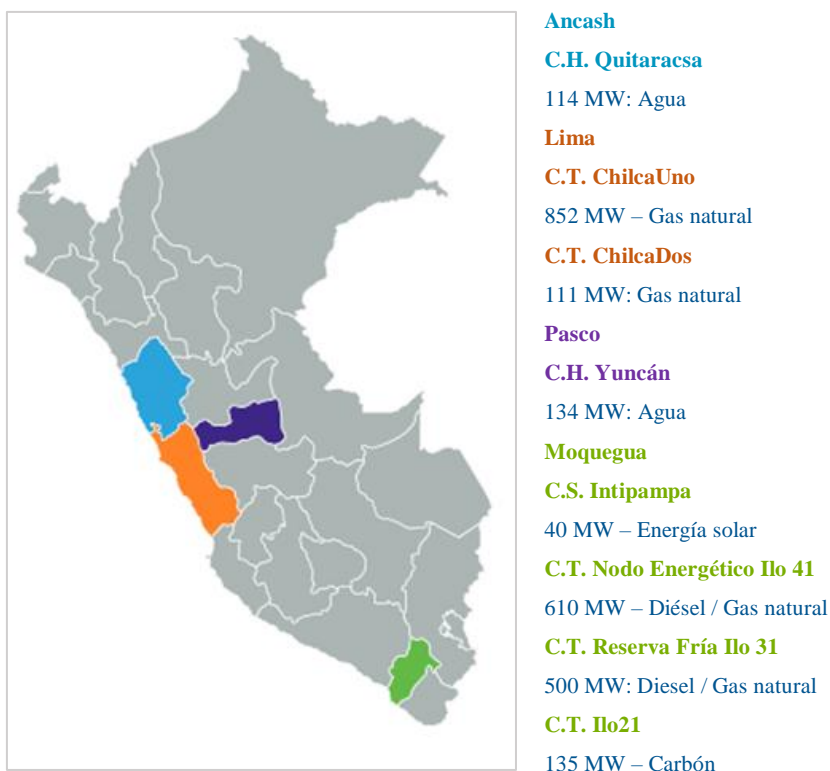 Ancash
C.H. Quitaracsa
114 MW: Agua
Lima
C.T. ChilcaUno
852 MW – Gas natural
C.T. ChilcaDos
111 MW: Gas natural
Pasco
C.H. Yuncán
134 MW: Agua
Moquegua
C.S. Intipampa
40 MW – Energía solar
C.T. Nodo Energético Ilo 41
610 MW – Diésel / Gas natural
C.T. Reserva Fría Ilo 31
500 MW: Diesel / Gas natural
C.T. Ilo21
135 MW – Carbón